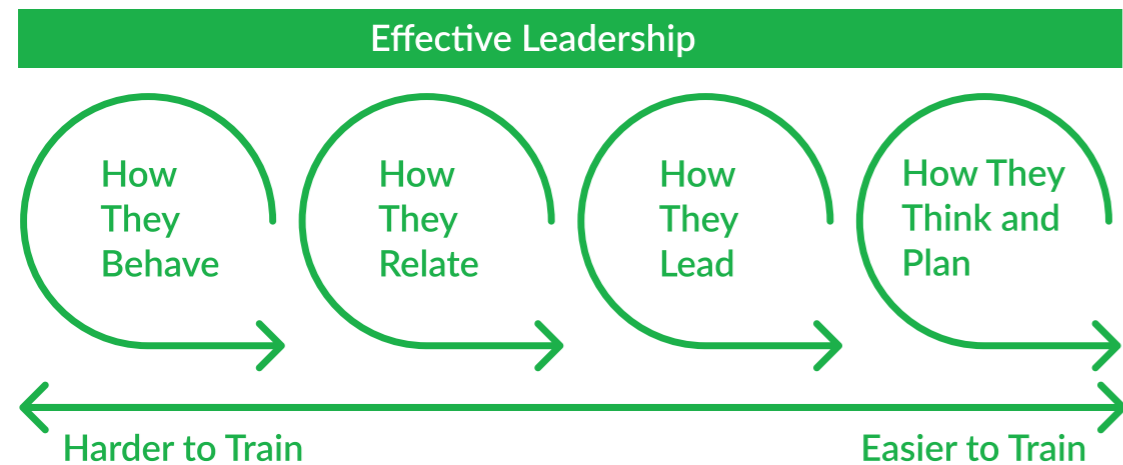 Effective Leadership
How
They
Behave
How
They
Relate
How
They
Lead
How They
Think and
Plan
Harder to Train
Easier to Train